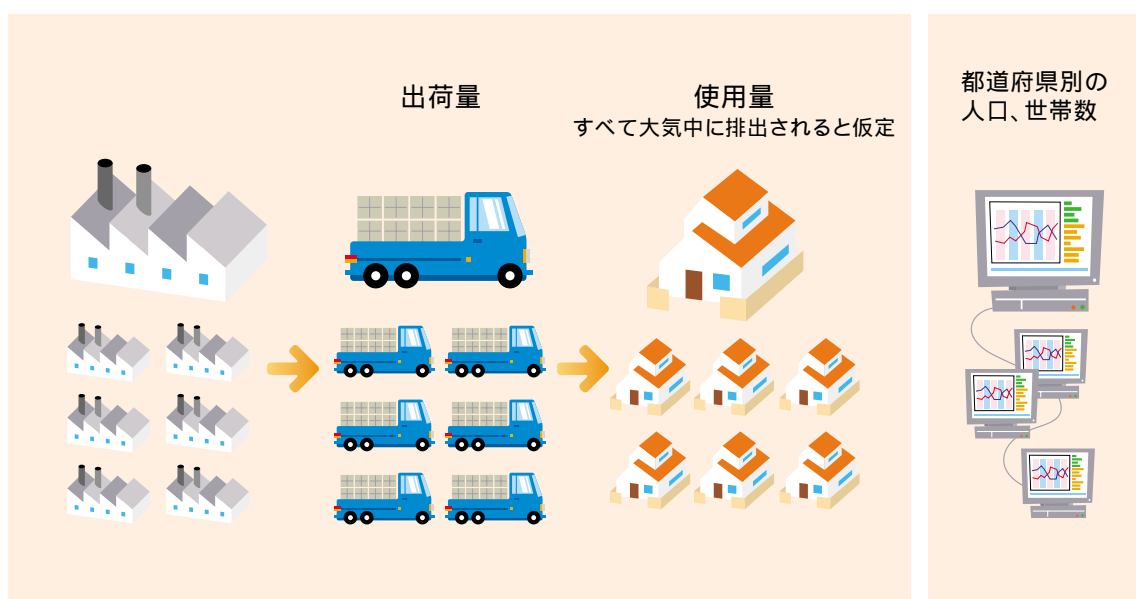 出荷量
使用量
すべて大気中に排出されると仮定
都道府県別の
人口、世帯数